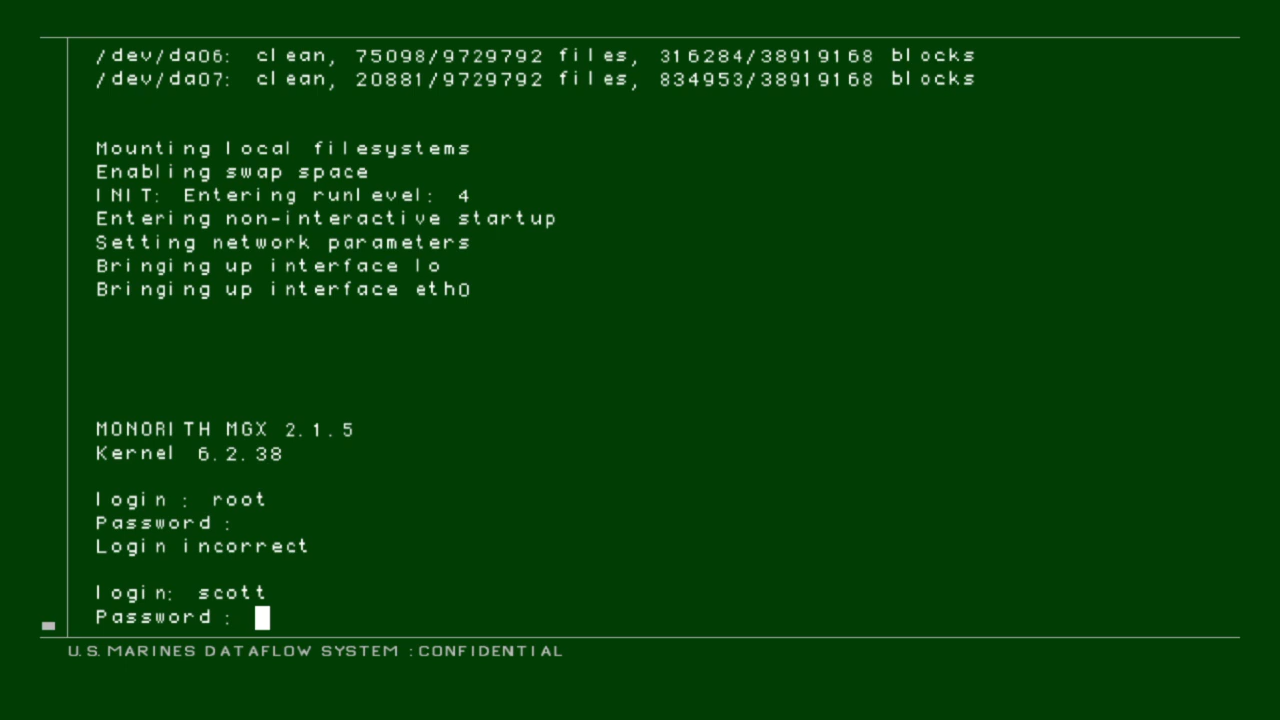 /dev/da06: clean, 75098/9729792 files, 316284/38919168 blocks
/dev/da07: clean, 20881/9729792 files, 834953/38919168 blocks
Mounting local filesystems
Enabling swap space
INIT: Entering runlevel: 4
Entering non-interactive startup
Setting network parameters
Bringing up interface lo
Bringing up interface eth0
MONORITH MGX 2.1.5
Kernel 6.2.38
login : root
Password :
Login incorrect
login: scott
Password :
U.S.MARINES DATAFLOW SYSTEM :CONFIDENTIAL